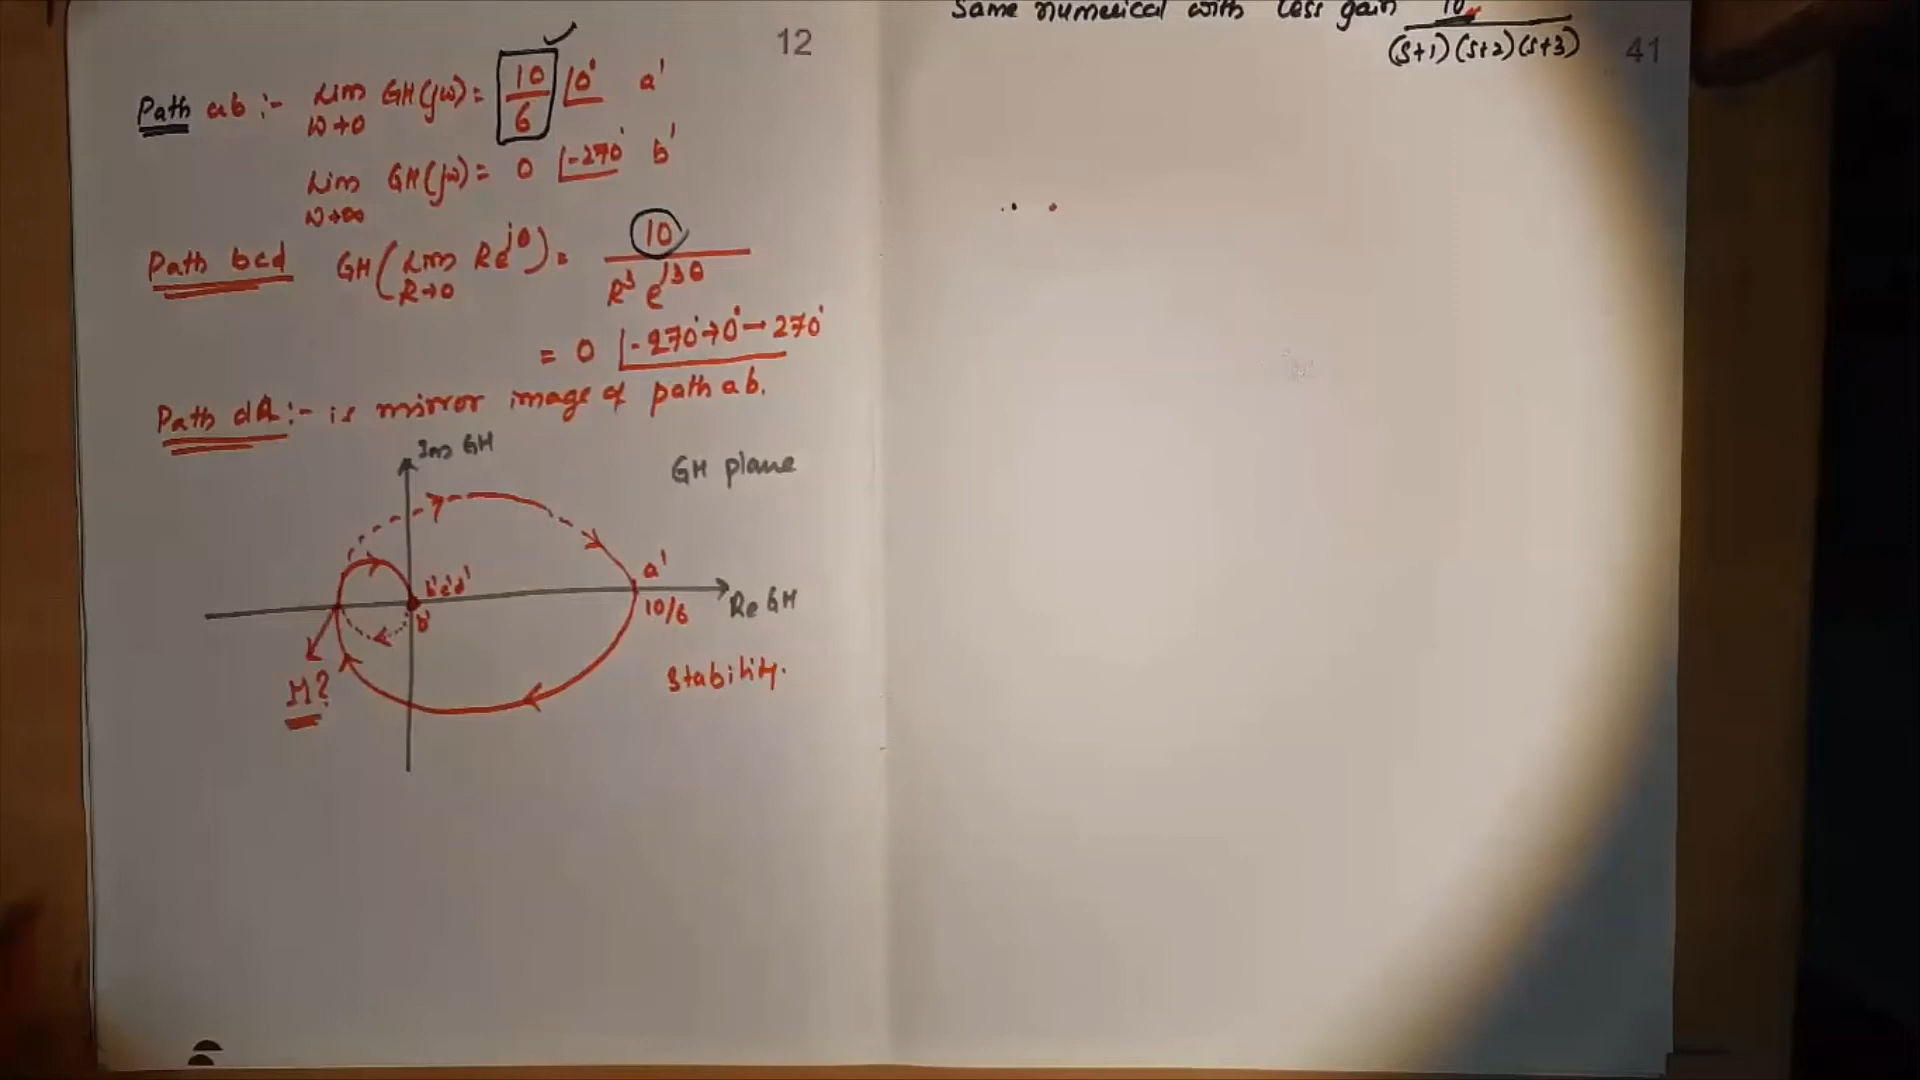 12
Path ab :- Lim GH(jω) = 10/6 ∠0° a'
ω→0
Lim GH(jω) = 0 ∠-270° b'
ω→∞
Path bcd GH(Lim Re^jθ) = 10 / R³ e^j3θ
R→0
= 0 ∠-270°→0°→270°
Path da :- is mirror image of path ab.
Im GH
GH plane
a'
b'c'd'
10/6 Re GH
M?
Stability.
Same numerical with less gain 10 / (s+1)(s+2)(s+3)
41